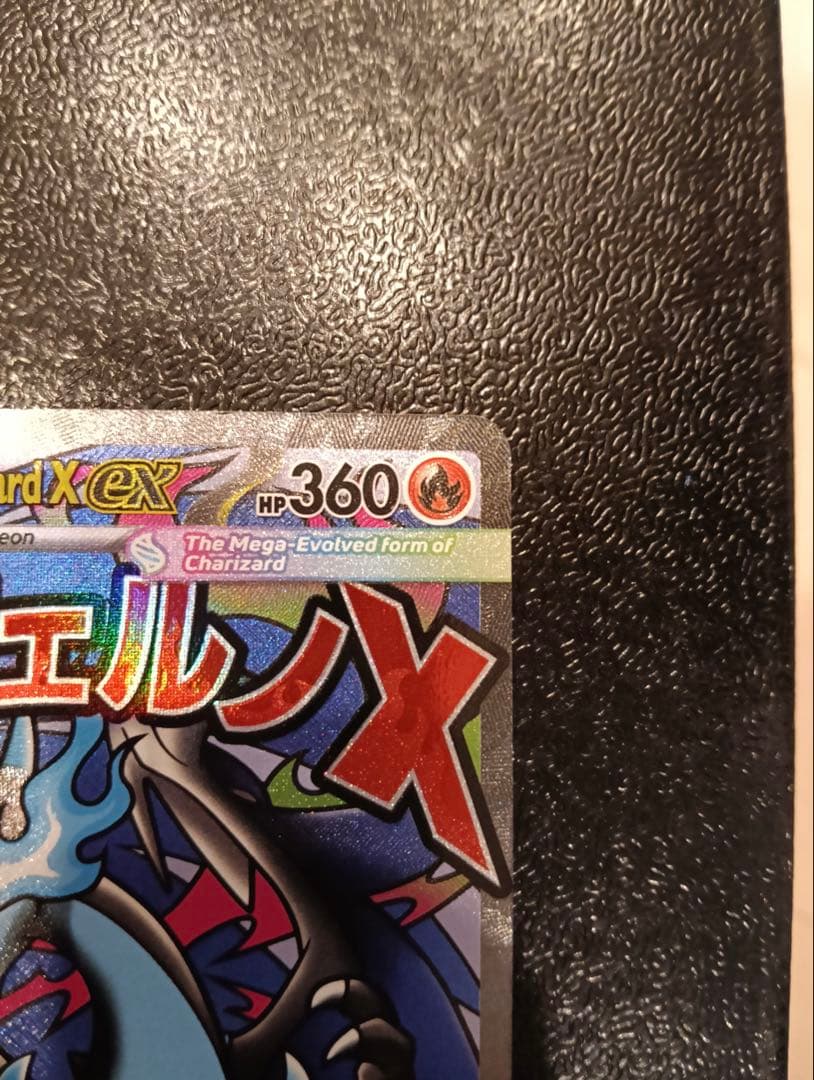 ard X ex HP 360
eon
The Mega-Evolved form of
Charizard
ェルノX